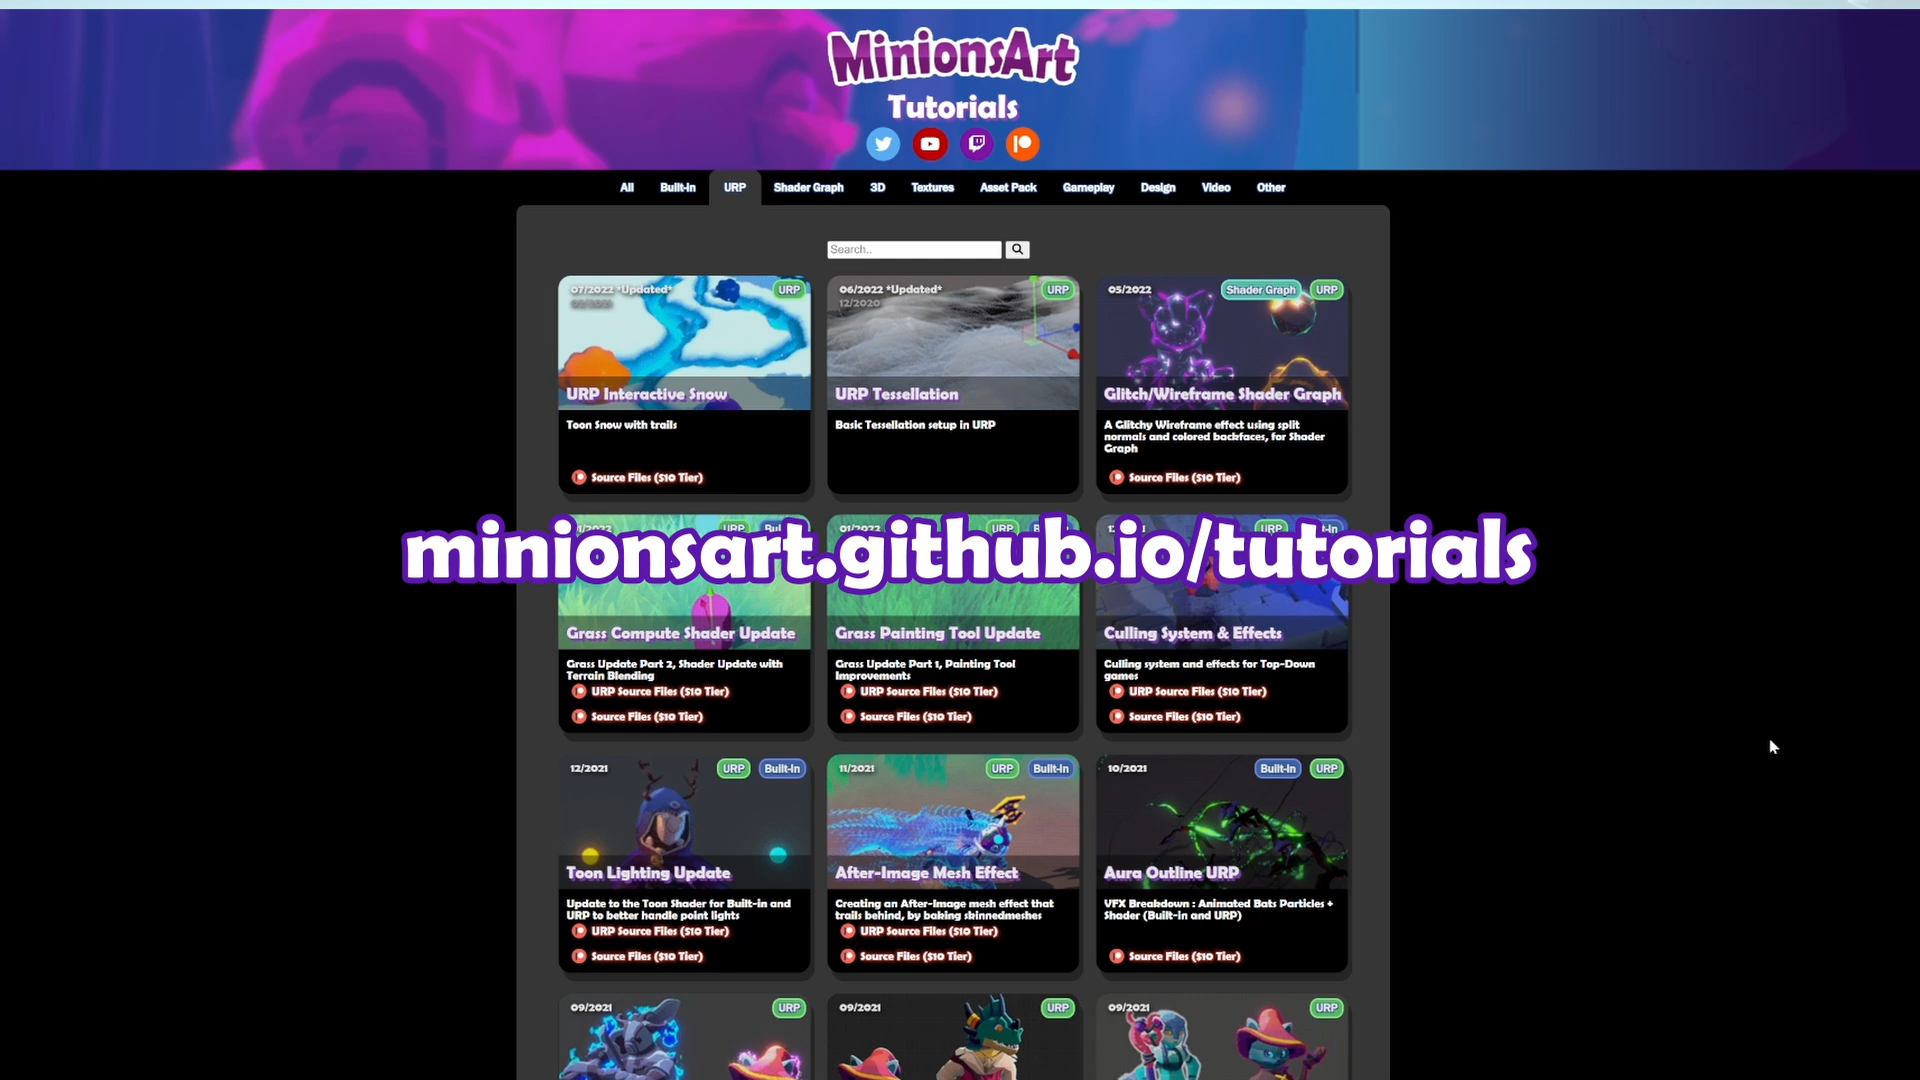 MinionsArt
Tutorials
All Built-In URP Shader Graph 3D Textures Asset Pack Gameplay Design Video Other
Search..
07/2022 *Updated* URP
URP Interactive Snow
Toon Snow with trails
Source Files ($10 Tier)
06/2022 *Updated* URP
12/2020
URP Tessellation
Basic Tessellation setup in URP
05/2022 Shader Graph URP
Glitch/Wireframe Shader Graph
A Glitchy Wireframe effect using split
normals and colored backfaces, for Shader
Graph
Source Files ($10 Tier)
minionsart.github.io/tutorials
URP
Grass Compute Shader Update
Grass Update Part 2, Shader Update with
Terrain Blending
URP Source Files ($10 Tier)
Source Files ($10 Tier)
01/2022 URP
Grass Painting Tool Update
Grass Update Part 1, Painting Tool
Improvements
URP Source Files ($10 Tier)
Source Files ($10 Tier)
URP
Culling System & Effects
Culling system and effects for Top-Down
games
URP Source Files ($10 Tier)
Source Files ($10 Tier)
12/2021 URP Built-In
Toon Lighting Update
Update to the Toon Shader for Built-in and
URP to better handle point lights
URP Source Files ($10 Tier)
Source Files ($10 Tier)
11/2021 URP Built-In
After-Image Mesh Effect
Creating an After-Image mesh effect that
trails behind, by baking skinnedmeshes
URP Source Files ($10 Tier)
Source Files ($10 Tier)
10/2021 Built-In URP
Aura Outline URP
VFX Breakdown : Animated Bats Particles +
Shader (Built-in and URP)
Source Files ($10 Tier)
09/2021 URP
09/2021 URP
09/2021 URP